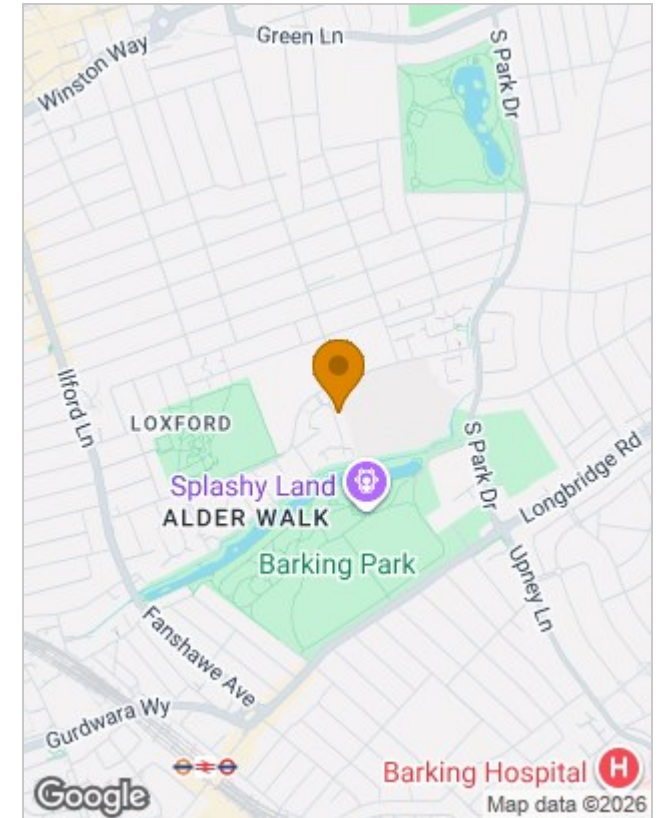 Green Ln
Winston Way
S Park Dr
Ilford Ln
LOXFORD
S Park Dr
Longbridge Rd
Splashy Land
ALDER WALK
Barking Park
Upney Ln
Fanshawe Ave
Gurdwara Wy
Barking Hospital H
Google
Map data ©2026